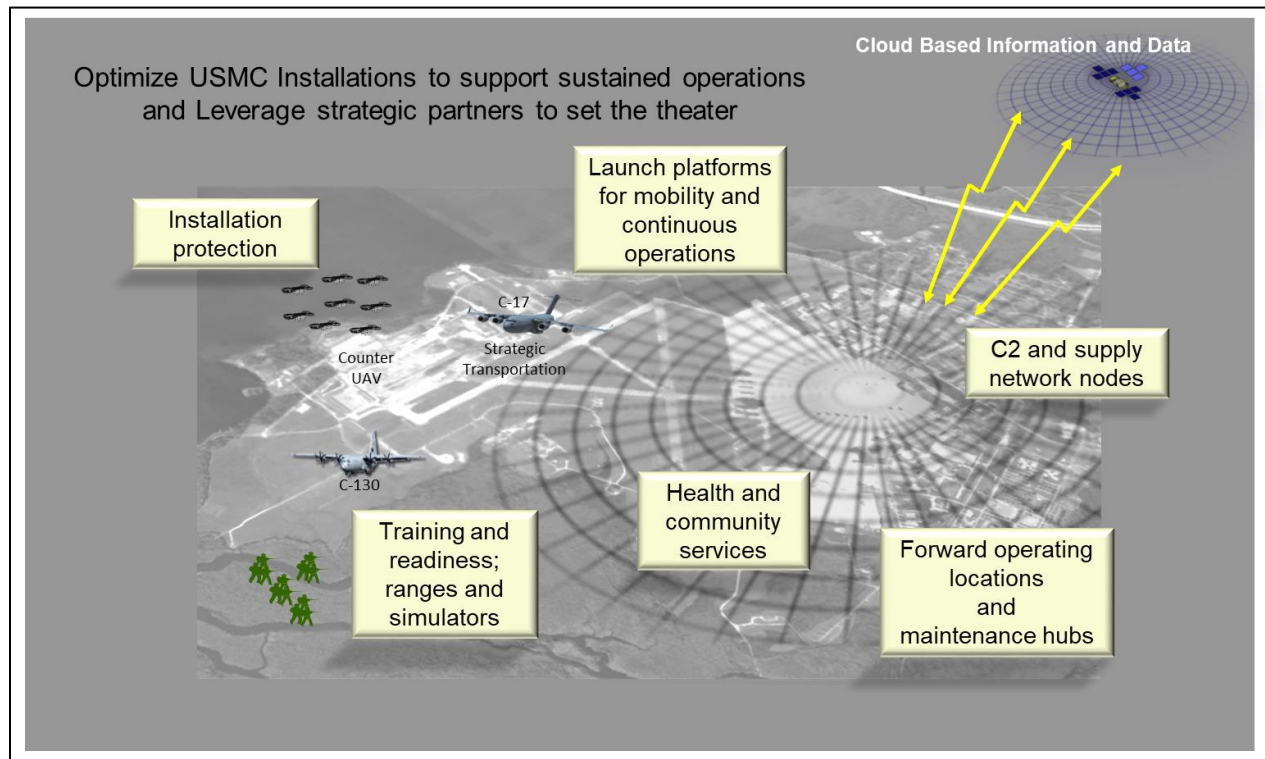 Cloud Based Information and Data
Optimize USMC Installations to support sustained operations
and Leverage strategic partners to set the theater
Launch platforms
for mobility and
continuous
operations
Installation
protection
C-17
Strategic
Transportation
Counter
UAV
C2 and supply
network nodes
C-130
Health and
community
services
Training and
readiness;
ranges and
simulators
Forward operating
locations
and
maintenance hubs